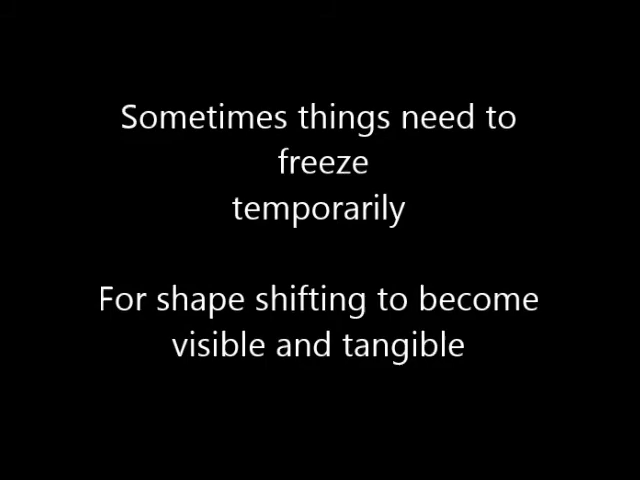 Sometimes things need to
freeze
temporarily
For shape shifting to become
visible and tangible